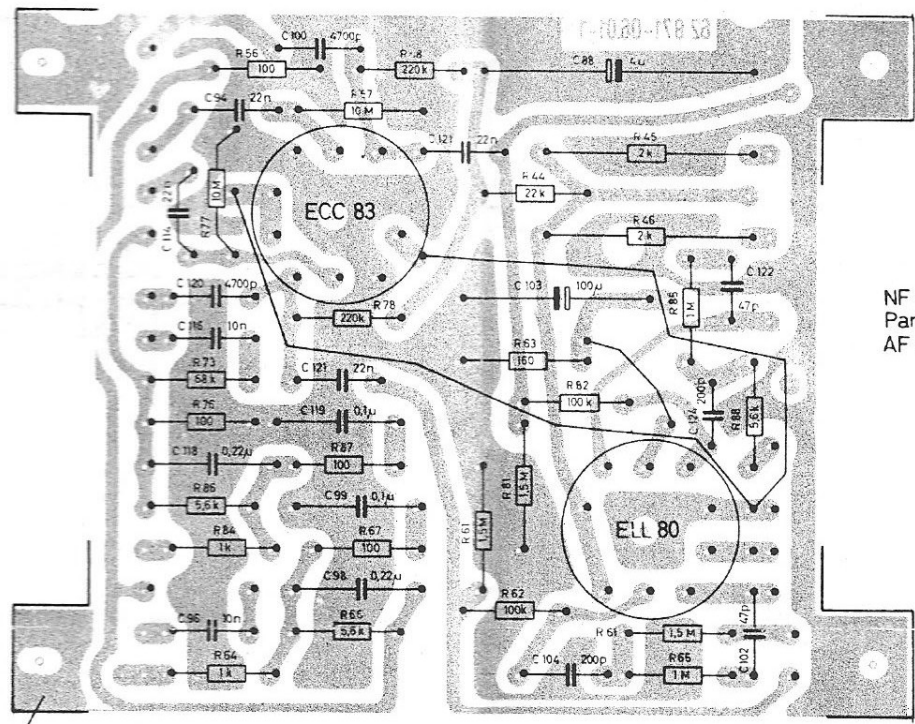 C 100 4700p
R 56 100
220k
C 88 4µ
62 871-06.01-1
C 94 22n
R 57 10 M
C 121 22n
R 45 2k
R 44 22k
R 77 10M
C 114 22n
ECC 83
R 46 2k
C 120 4700p
C 103 100µ
R 85 1 M
C 122 47p
R 78 220k
C 116 10n
NF
Par
AF
R 73 68k
C 121 22n
R 63 160
R 82 100 k
C 124 200p
R 88 5,6k
R 76 100
C 119 0,1µ
C 118 0,22µ
R 87 100
R 81 1,5 M
R 86 5,6k
C 99 0,1µ
R 61 1,5 M
ELL 80
R 84 1k
R 67 100
C 98 0,22µ
R 62 100k
C 96 10n
R 66 5,6k
R 61 1,5 M
C 102 47p
R 64 1k
C 104 200p
R 65 1 M